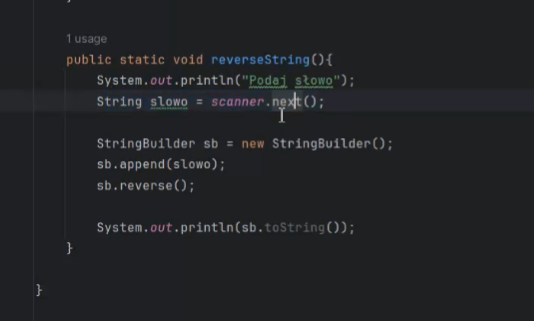 1 usage
public static void reverseString(){
System.out.println("Podaj słowo");
String slowo = scanner.next();
StringBuilder sb = new StringBuilder();
sb.append(slowo);
sb.reverse();
System.out.println(sb.toString());
}
}